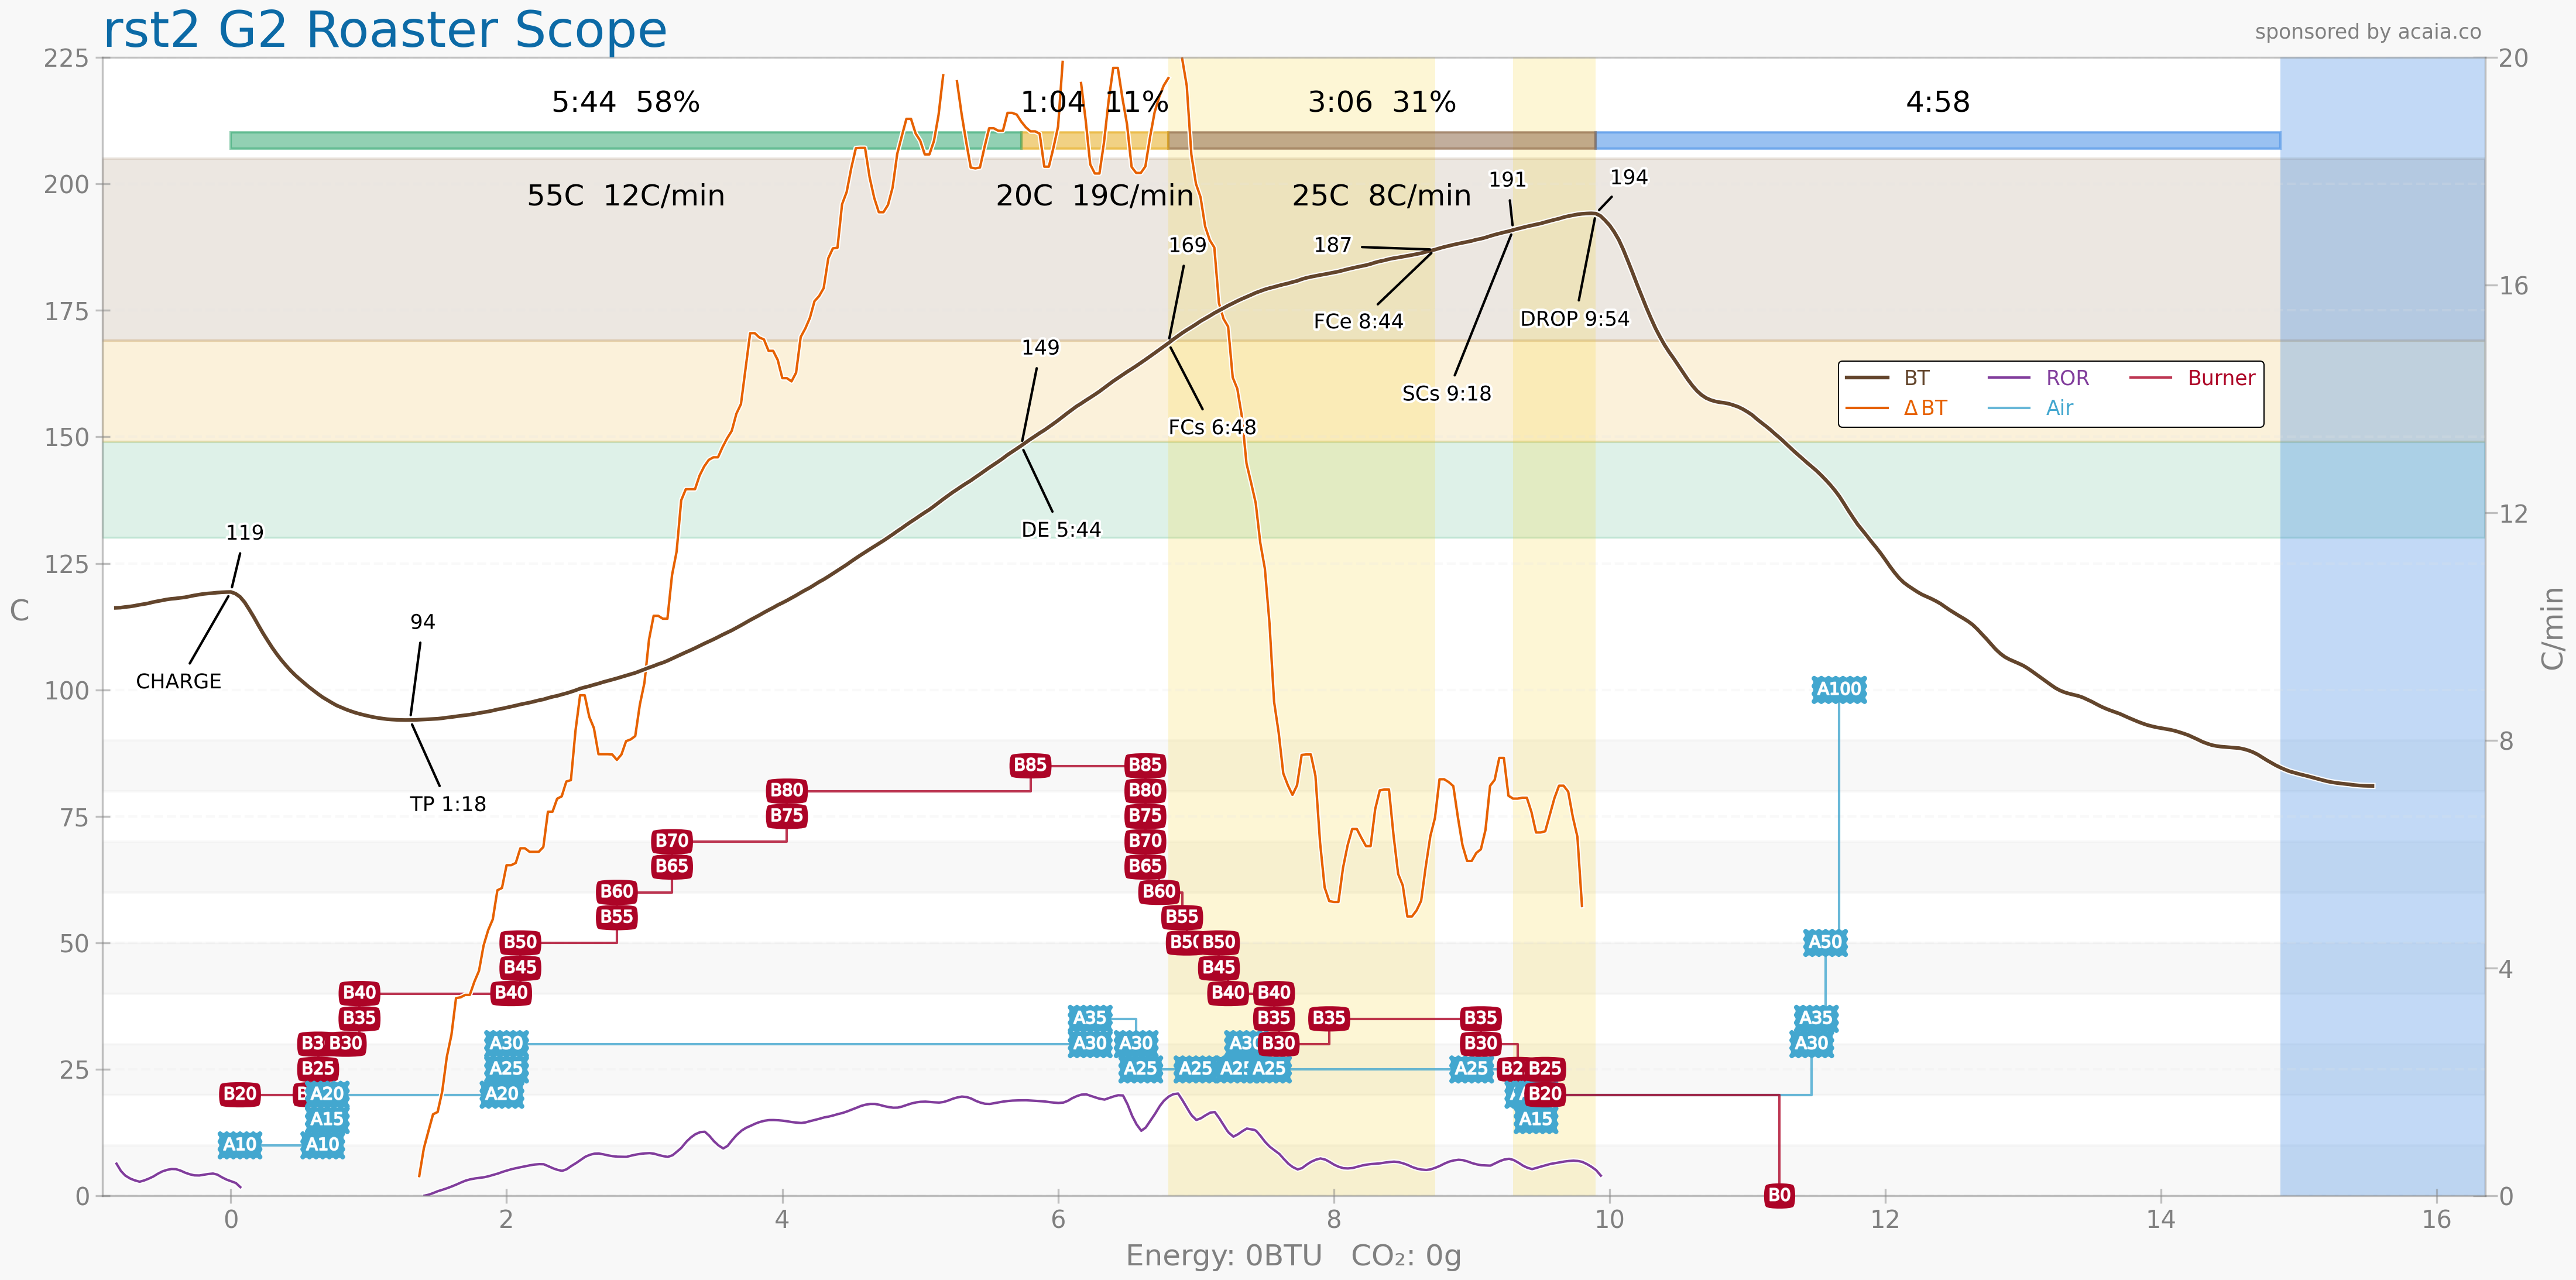 rst2 G2 Roaster Scope
sponsored by acaia.co
225
20
5:44 58%
1:04 11%
3:06 31%
4:58
200
55C 12C/min
20C 19C/min
25C 8C/min
191
194
169
187
16
175
FCe 8:44
DROP 9:54
149
SCs 9:18
BT
ROR
Burner
ΔBT
Air
150
FCs 6:48
119
DE 5:44
12
125
C
C/min
94
CHARGE
100
A100
TP 1:18
8
B85
B85
B80
B80
75
B75
B75
B70
B70
B65
B65
B60
B60
B55
B55
50
B50
B50
B50
A50
B45
B45
4
B40
B40
B40
B40
B35
A35
B35
B35
B35
A35
B30
A30
A30
A30
A30
B30
B30
A30
25
B25
A25
A25
A25
A25
A25
B25
B20
A20
A20
B20
A15
A15
A10
A10
0
B0
0
0
2
4
6
8
10
12
14
16
Energy: 0BTU CO₂: 0g